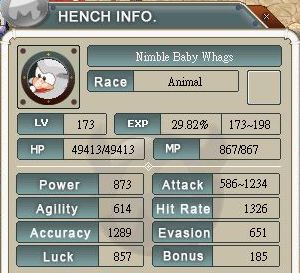 HENCH INFO.
Nimble Baby Whags
Race Animal
LV 173 EXP 29.82% 173~198
HP 49413/49413 MP 867/867
Power 873 Attack 586~1234
Agility 614 Hit Rate 1326
Accuracy 1289 Evasion 651
Luck 857 Bonus 185